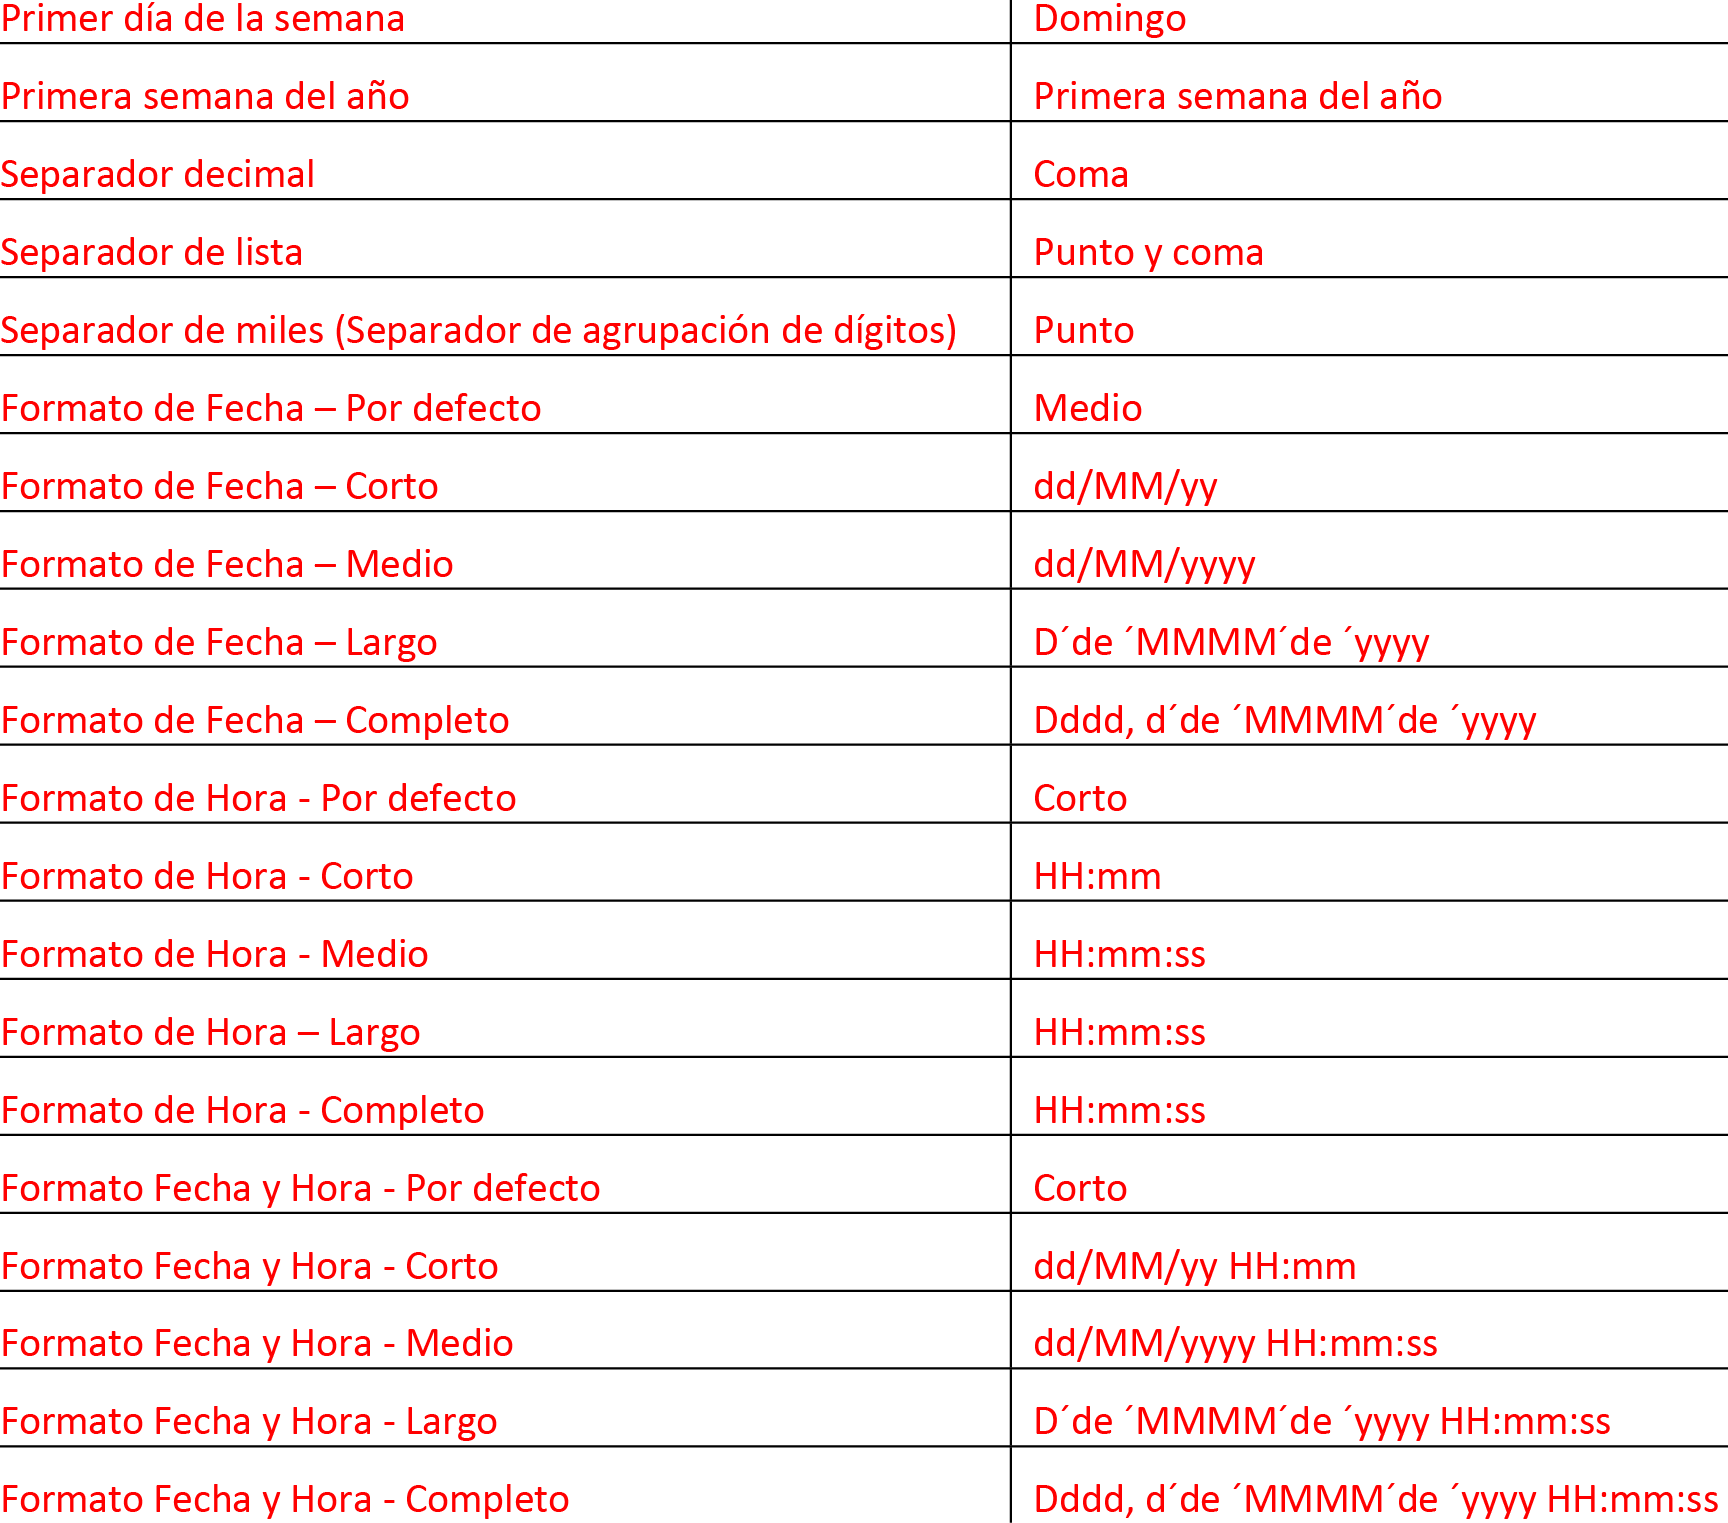 Primer día de la semana Domingo
Primera semana del año Primera semana del año
Separador decimal Coma
Separador de lista Punto y coma
Separador de miles (Separador de agrupación de dígitos) Punto
Formato de Fecha – Por defecto Medio
Formato de Fecha – Corto dd/MM/yy
Formato de Fecha – Medio dd/MM/yyyy
Formato de Fecha – Largo D´de ´MMMM´de ´yyyy
Formato de Fecha – Completo Dddd, d´de ´MMMM´de ´yyyy
Formato de Hora - Por defecto Corto
Formato de Hora - Corto HH:mm
Formato de Hora - Medio HH:mm:ss
Formato de Hora – Largo HH:mm:ss
Formato de Hora - Completo HH:mm:ss
Formato Fecha y Hora - Por defecto Corto
Formato Fecha y Hora - Corto dd/MM/yy HH:mm
Formato Fecha y Hora - Medio dd/MM/yyyy HH:mm:ss
Formato Fecha y Hora - Largo D´de ´MMMM´de ´yyyy HH:mm:ss
Formato Fecha y Hora - Completo Dddd, d´de ´MMMM´de ´yyyy HH:mm:ss